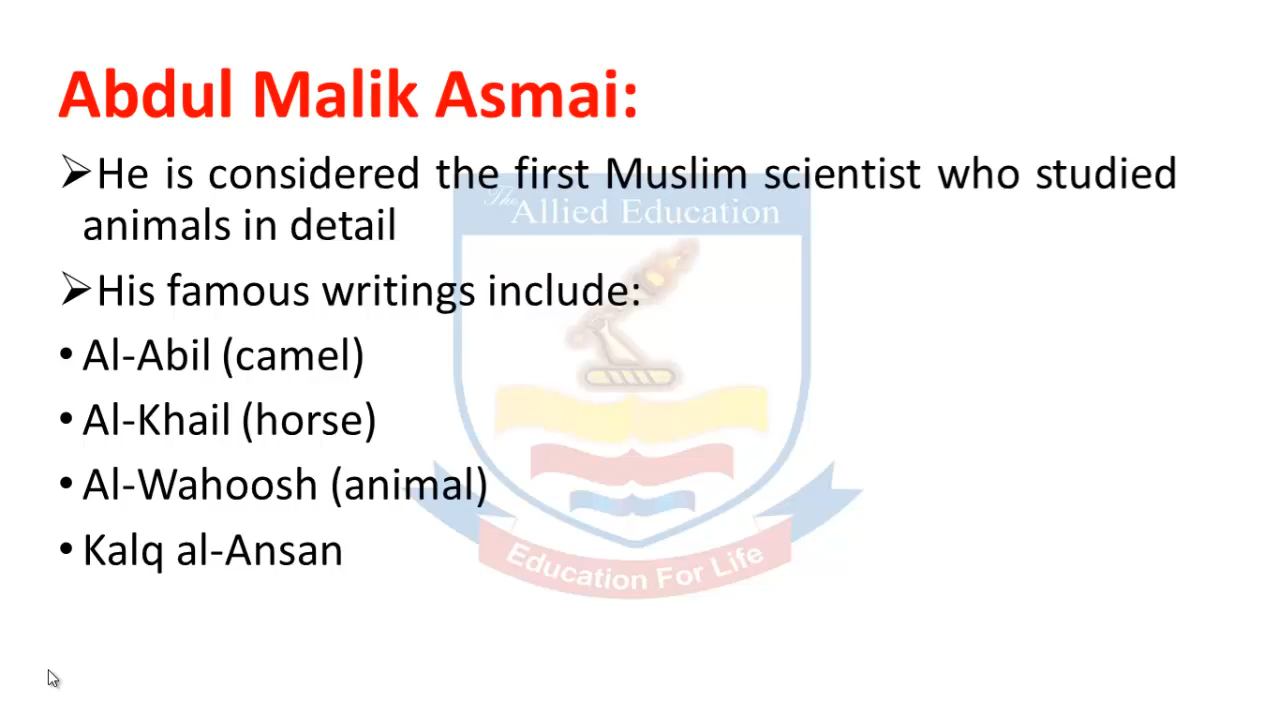 Abdul Malik Asmai:
➢He is considered the first Muslim scientist who studied
animals in detail
➢His famous writings include:
• Al-Abil (camel)
• Al-Khail (horse)
• Al-Wahoosh (animal)
• Kalq al-Ansan
The
Allied Education
Education For Life